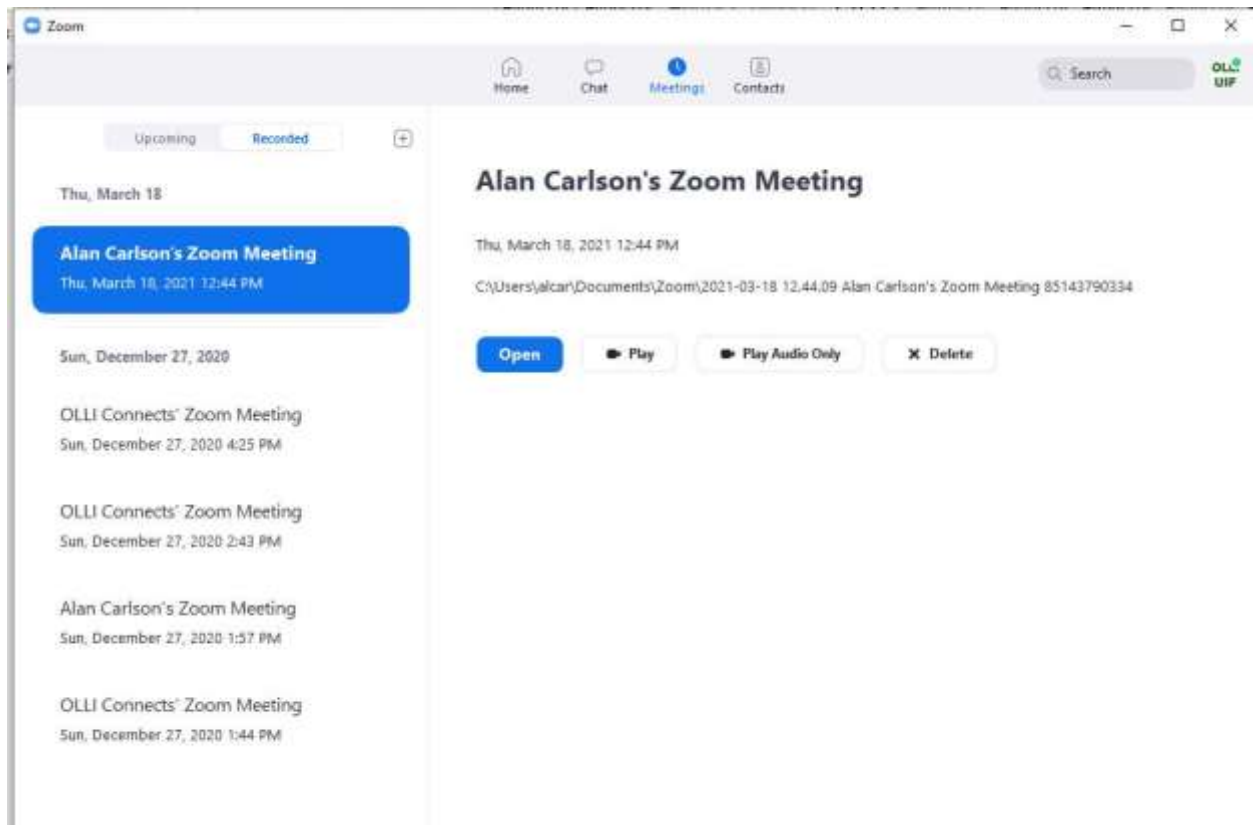 Zoom
Home Chat Meetings Contacts
Search
OLLI
UIF
Upcoming Recorded
Thu, March 18
Alan Carlson's Zoom Meeting
Thu, March 18, 2021 12:44 PM
Sun, December 27, 2020
OLLI Connects' Zoom Meeting
Sun, December 27, 2020 4:25 PM
OLLI Connects' Zoom Meeting
Sun, December 27, 2020 2:43 PM
Alan Carlson's Zoom Meeting
Sun, December 27, 2020 1:57 PM
OLLI Connects' Zoom Meeting
Sun, December 27, 2020 1:44 PM
Alan Carlson's Zoom Meeting
Thu, March 18, 2021 12:44 PM
C:\Users\alcar\Documents\Zoom\2021-03-18 12.44.09 Alan Carlson's Zoom Meeting 85143790334
Open Play Play Audio Only Delete